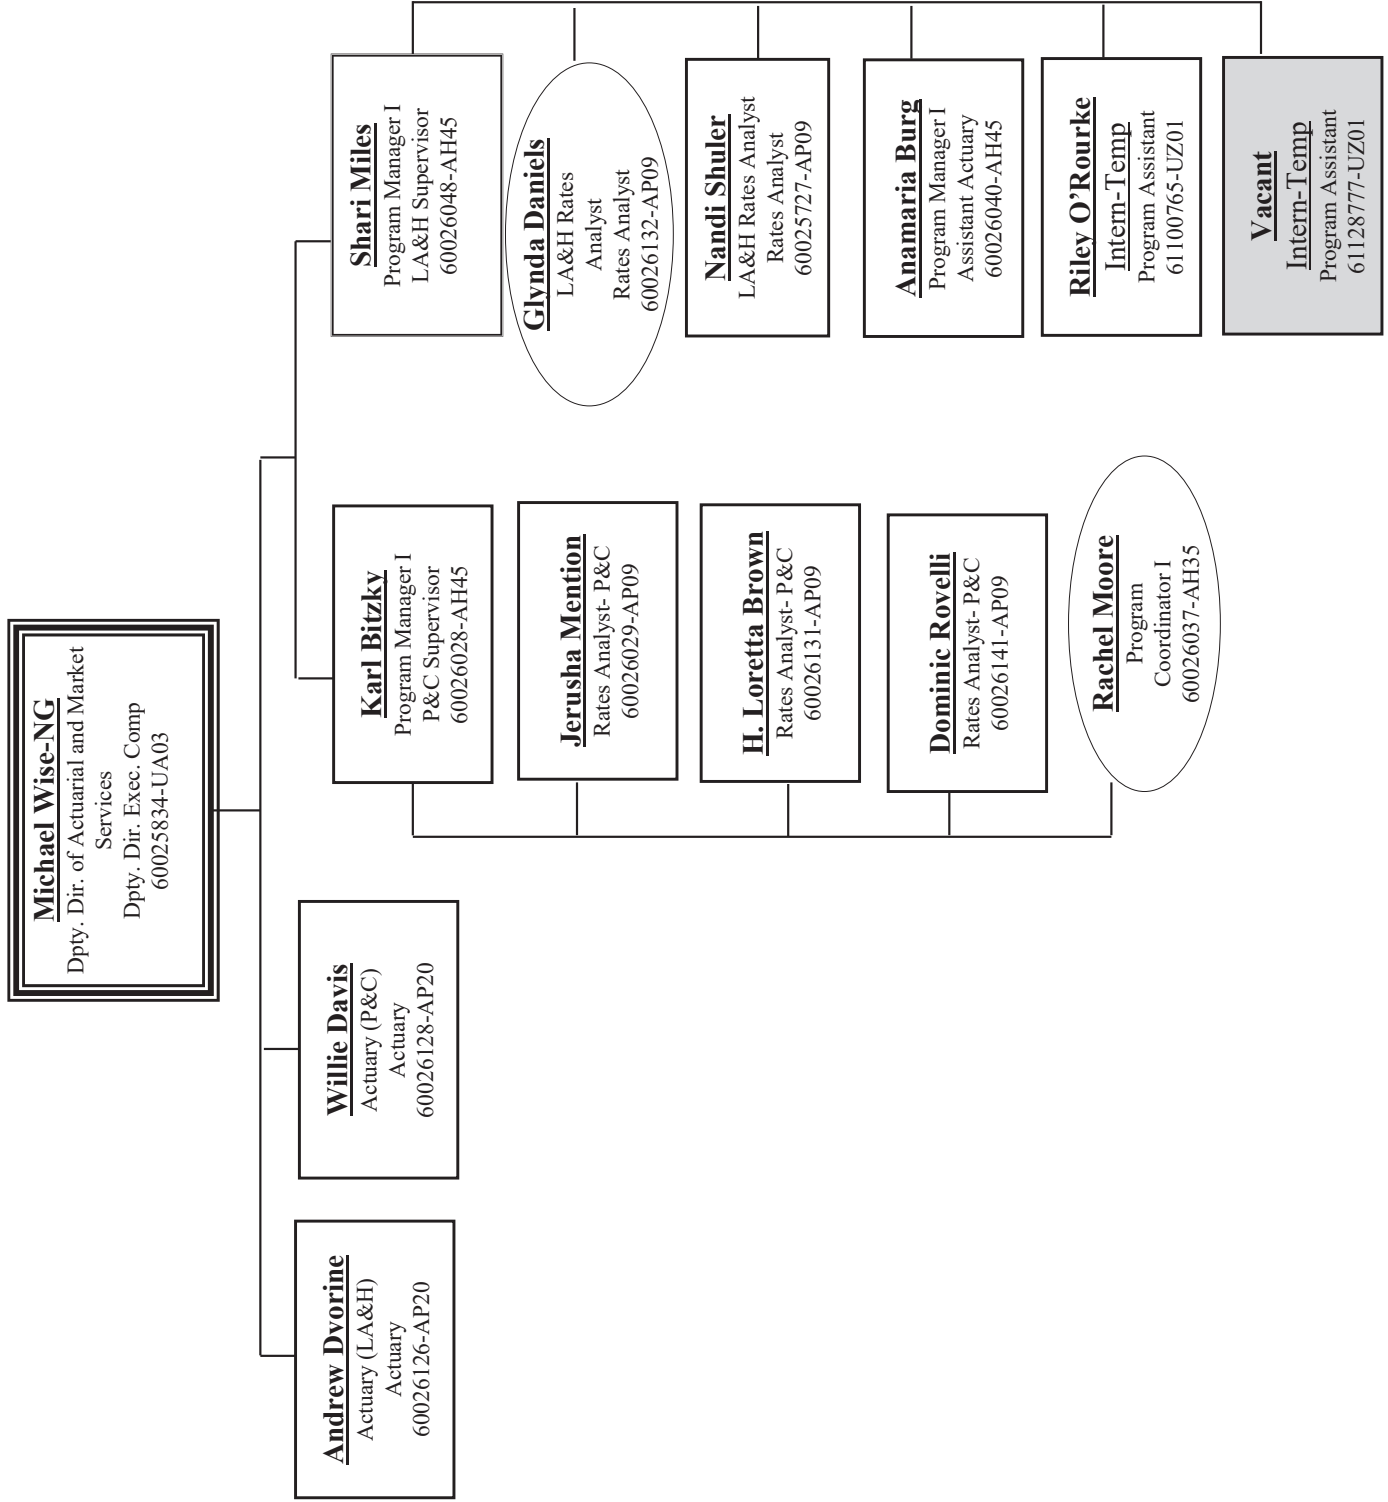 Michael Wise-NG
Dpty. Dir. of Actuarial and Market
Services
Dpty. Dir. Exec. Comp
60025834-UA03
Andrew Dvorine
Actuary (LA&H)
Actuary
60026126-AP20
Willie Davis
Actuary (P&C)
Actuary
60026128-AP20
Karl Bitzky
Program Manager I
P&C Supervisor
60026028-AH45
Jerusha Mention
Rates Analyst- P&C
60026029-AP09
H. Loretta Brown
Rates Analyst- P&C
60026131-AP09
Dominic Rovelli
Rates Analyst- P&C
60026141-AP09
Rachel Moore
Program
Coordinator I
60026037-AH35
Shari Miles
Program Manager I
LA&H Supervisor
60026048-AH45
Glynda Daniels
LA&H Rates
Analyst
Rates Analyst
60026132-AP09
Nandi Shuler
LA&H Rates Analyst
Rates Analyst
60025727-AP09
Anamaria Burg
Program Manager I
Assistant Actuary
60026040-AH45
Riley O'Rourke
Intern-Temp
Program Assistant
61100765-UZ01
Vacant
Intern-Temp
Program Assistant
61128777-UZ01